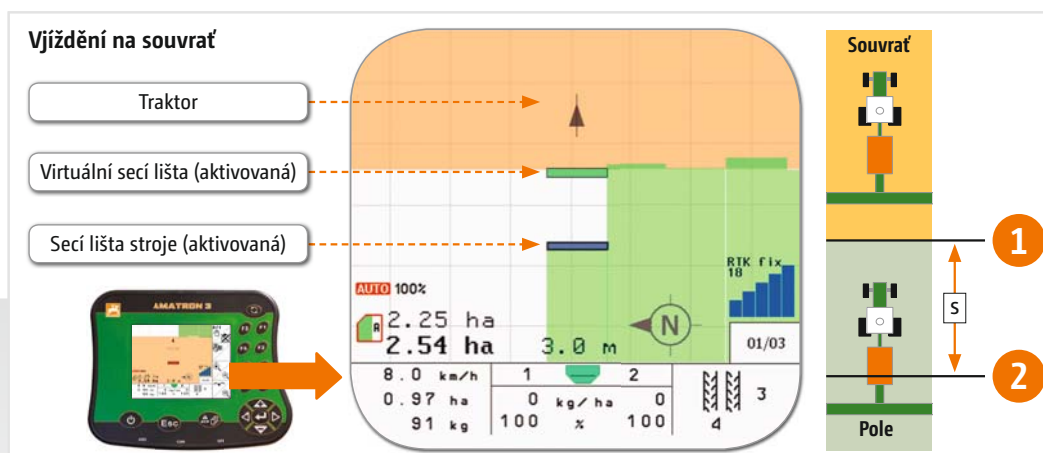 Vjíždění na souvrať
Traktor
Virtuální secí lišta (aktivovaná)
Secí lišta stroje (aktivovaná)
AMATRON 3
Esc
RTK fix
18
AUTO 100%
A
2.25 ha
2.54 ha
3.0 m
N
01/03
8.0 km/h
1 2
0.97 ha
0 kg/ha 0
91 kg
100 % 100
3
4
Souvrať
1
S
2
Pole